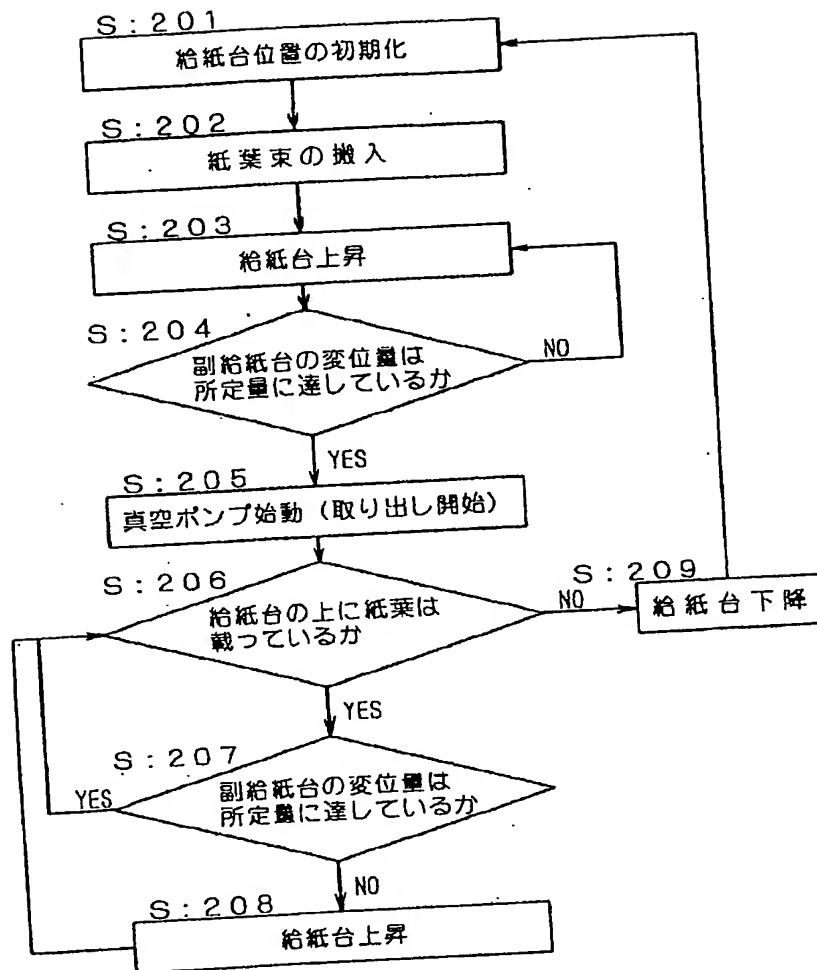 S:201
給紙台位置の初期化
S:202
紙葉束の搬入
S:203
給紙台上昇
S:204
副給紙台の変位量は
所定量に達しているか
NO
YES
S:205
真空ポンプ始動(取り出し開始)
S:206
給紙台の上に紙葉は
載っているか
NO
S:209
給紙台下降
YES
S:207
副給紙台の変位量は
所定量に達しているか
YES
NO
S:208
給紙台上昇